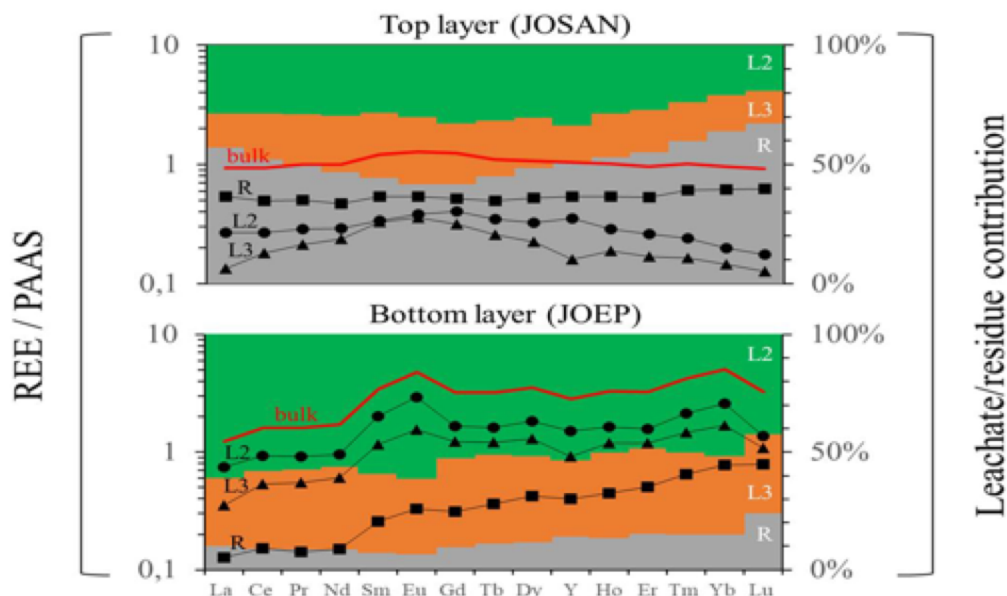 Top layer (JOSAN)
10
1
0,1
100%
50%
0%
L2
L3
R
bulk
R
L2
L3
Bottom layer (JOEP)
10
1
0,1
100%
50%
0%
L2
L3
R
bulk
L2
L3
R
La Ce Pr Nd Sm Eu Gd Tb Dy Y Ho Er Tm Yb Lu
REE / PAAS
Leachate/residue contribution